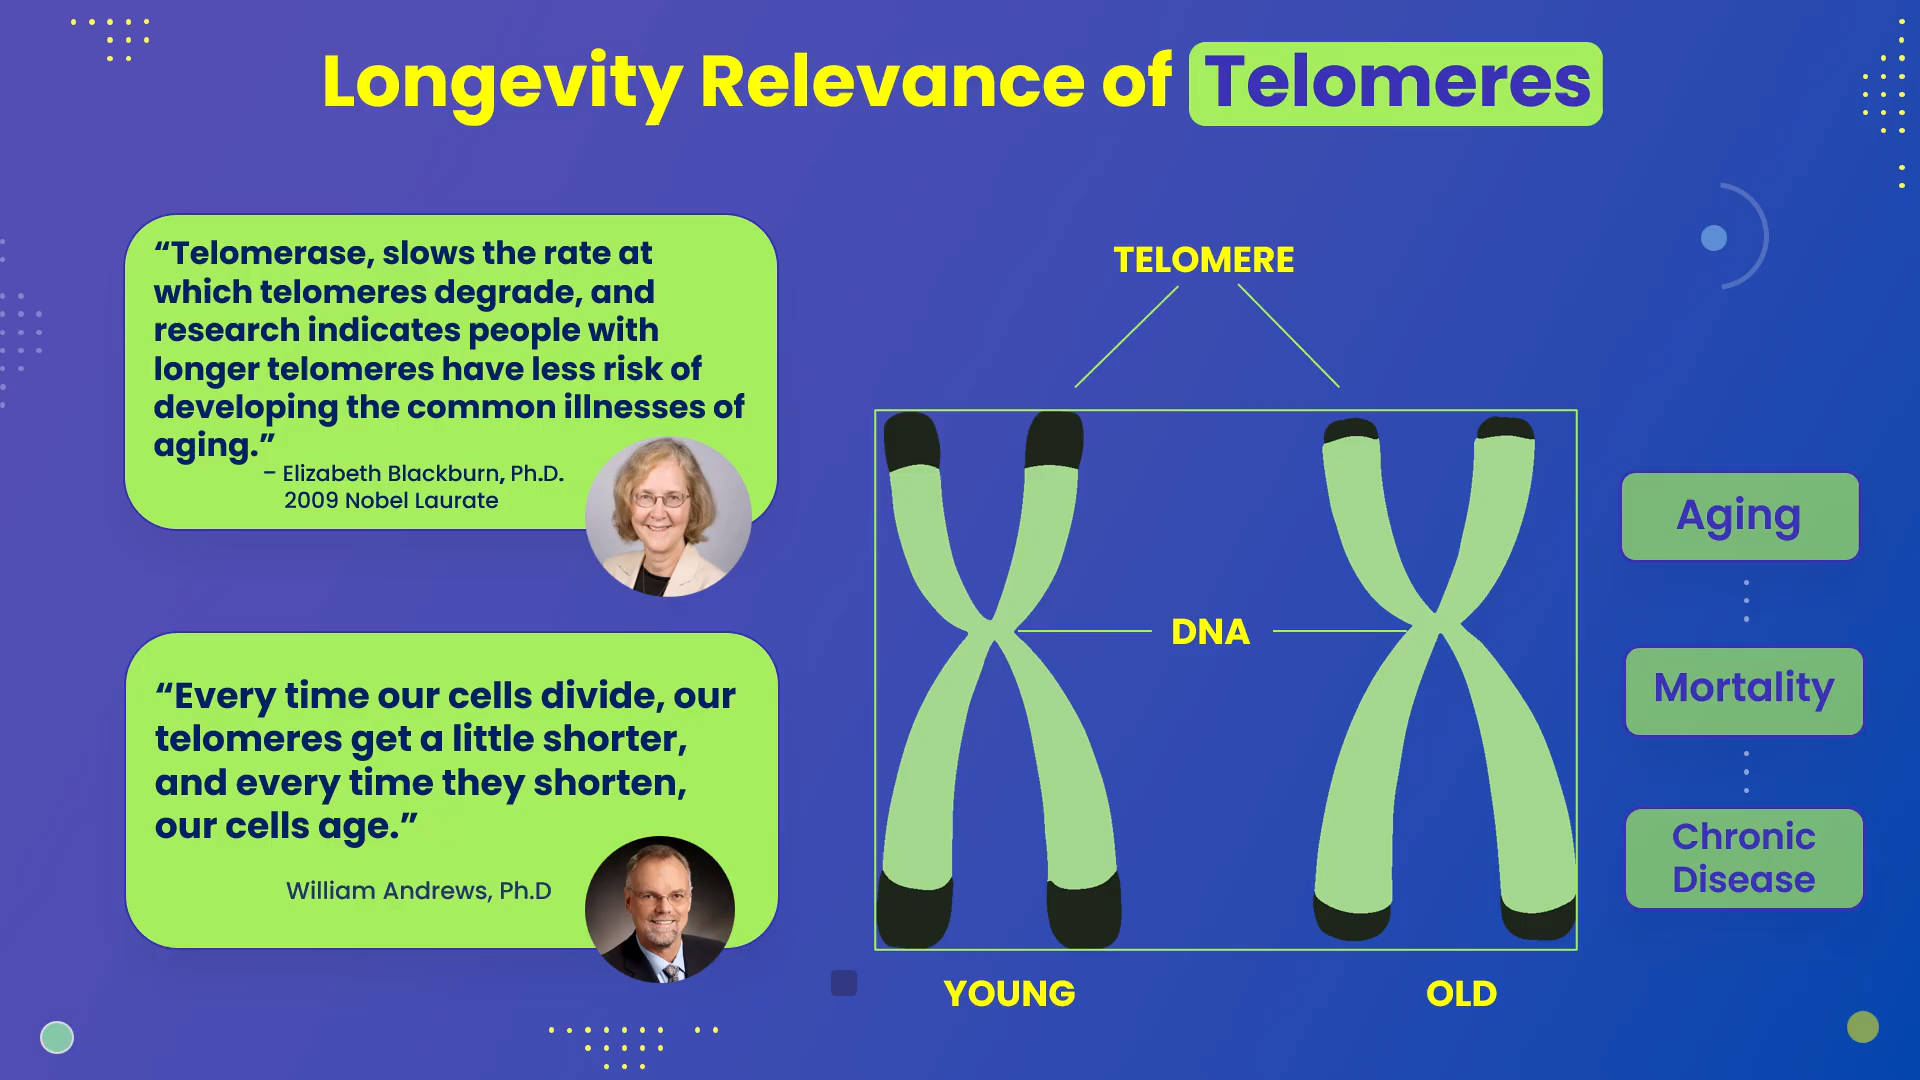 Longevity Relevance of Telomeres
“Telomerase, slows the rate at
which telomeres degrade, and
research indicates people with
longer telomeres have less risk of
developing the common illnesses of
aging.”
– Elizabeth Blackburn, Ph.D.
2009 Nobel Laurate
“Every time our cells divide, our
telomeres get a little shorter,
and every time they shorten,
our cells age.”
William Andrews, Ph.D
TELOMERE
DNA
YOUNG
OLD
Aging
Mortality
Chronic
Disease